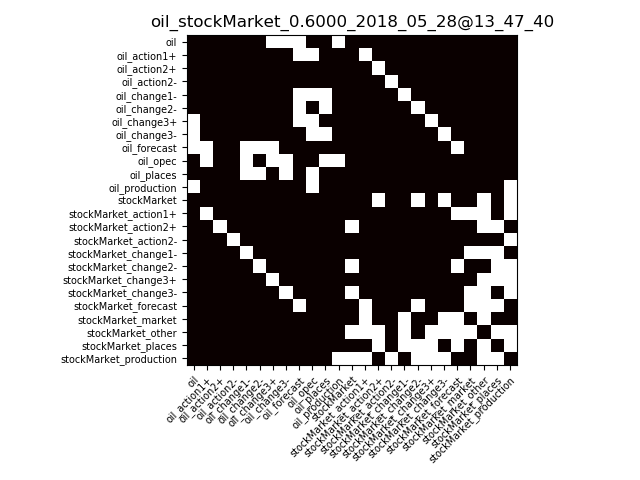 oil_stockMarket_0.6000_2018_05_28@13_47_40
oil
oil_action1+
oil_action2+
oil_action2-
oil_change1-
oil_change2-
oil_change3+
oil_change3-
oil_forecast
oil_opec
oil_places
oil_production
stockMarket
stockMarket_action1+
stockMarket_action2+
stockMarket_action2-
stockMarket_change1-
stockMarket_change2-
stockMarket_change3+
stockMarket_change3-
stockMarket_forecast
stockMarket_market
stockMarket_other
stockMarket_places
stockMarket_production
oil
oil_action1+
oil_action2+
oil_action2-
oil_change1-
oil_change2-
oil_change3+
oil_change3-
oil_forecast
oil_opec
oil_places
oil_production
stockMarket
stockMarket_action1+
stockMarket_action2+
stockMarket_action2-
stockMarket_change1-
stockMarket_change2-
stockMarket_change3+
stockMarket_change3-
stockMarket_forecast
stockMarket_market
stockMarket_other
stockMarket_places
stockMarket_production